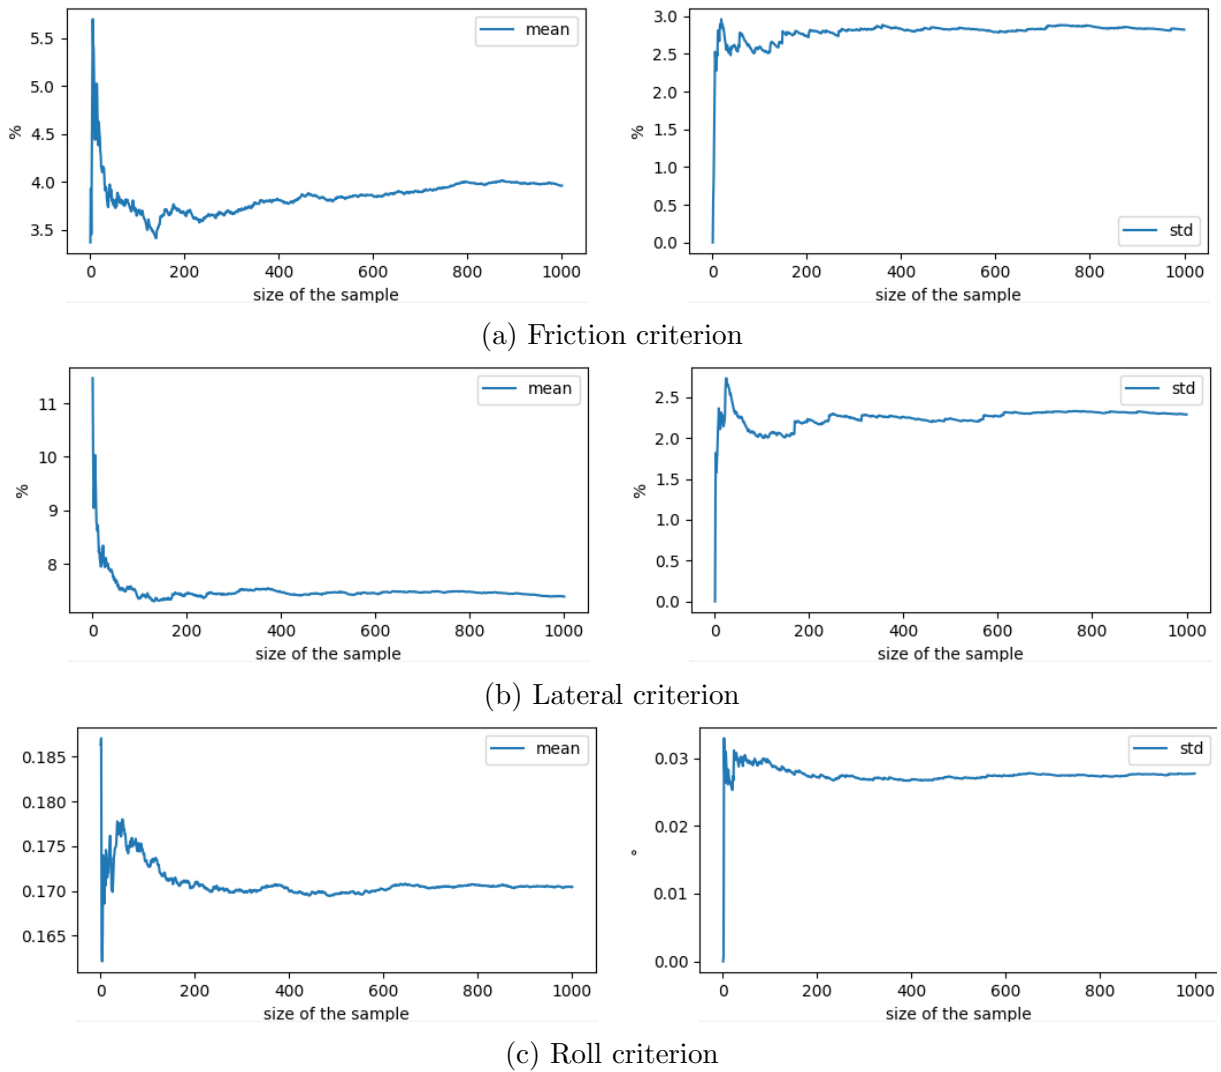 mean
5.5
5.0
4.5
4.0
3.5
%
0 200 400 600 800 1000
size of the sample
3.0
2.5
2.0
1.5
1.0
0.5
0.0
%
std
0 200 400 600 800 1000
size of the sample
(a) Friction criterion
mean
11
10
9
8
%
0 200 400 600 800 1000
size of the sample
std
2.5
2.0
1.5
1.0
0.5
0.0
%
0 200 400 600 800 1000
size of the sample
(b) Lateral criterion
mean
0.185
0.180
0.175
0.170
0.165
0 200 400 600 800 1000
size of the sample
std
0.03
0.02
0.01
0.00
°
0 200 400 600 800 1000
size of the sample
(c) Roll criterion